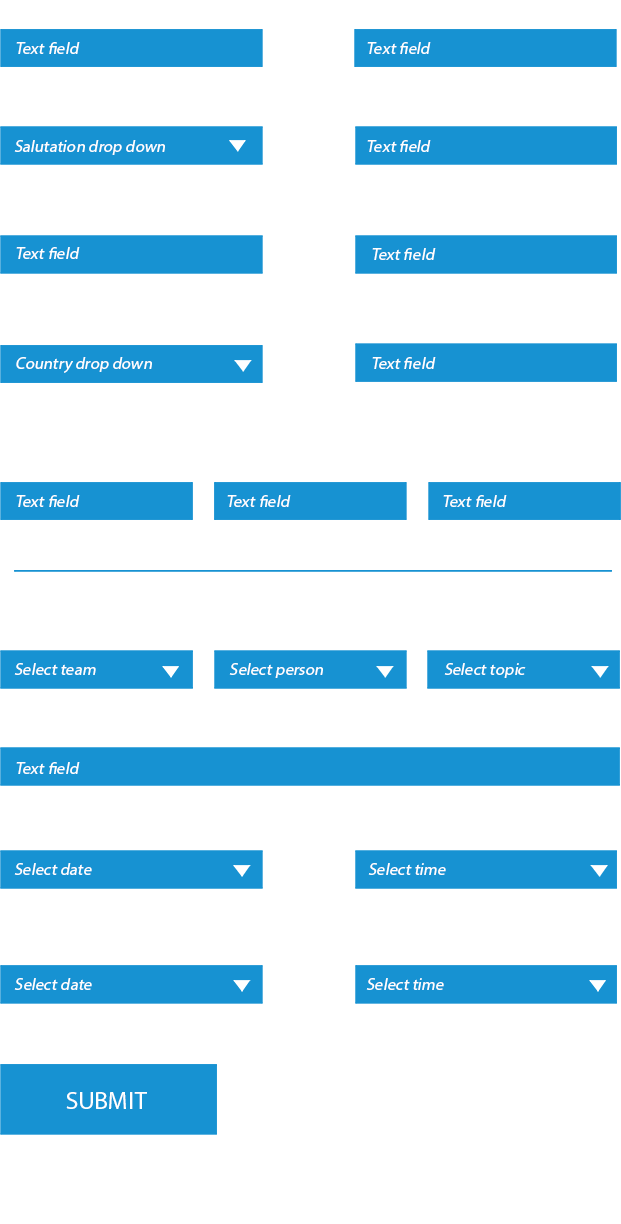 Text field
Text field
Salutation drop down
Text field
Text field
Text field
Country drop down
Text field
Text field
Text field
Text field
Select team
Select person
Select topic
Text field
Select date
Select time
Select date
Select time
SUBMIT